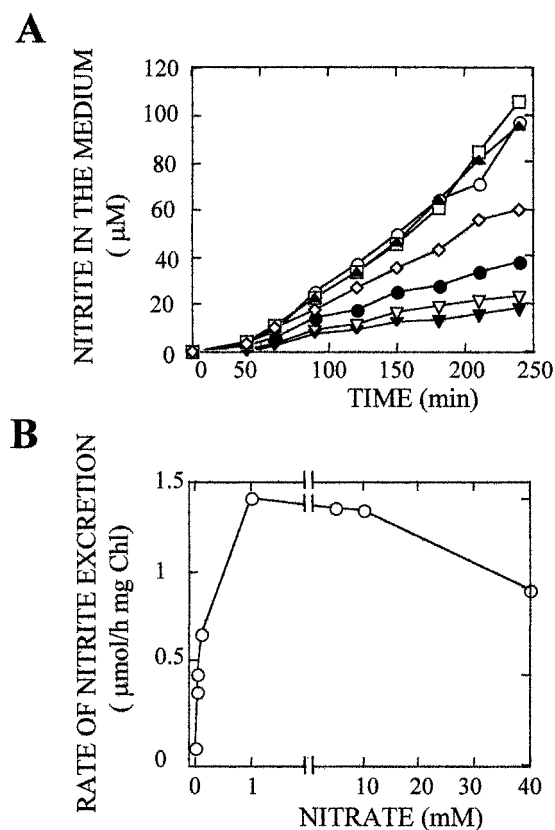 A
NITRITE IN THE MEDIUM
( μM)
120
100
80
60
40
20
0
0 50 100 150 200 250
TIME (min)
B
RATE OF NITRITE EXCRETION
( μmol/h mg Chl)
1.5
1
0.5
0
0 1 10 20 30 40
NITRATE (mM)